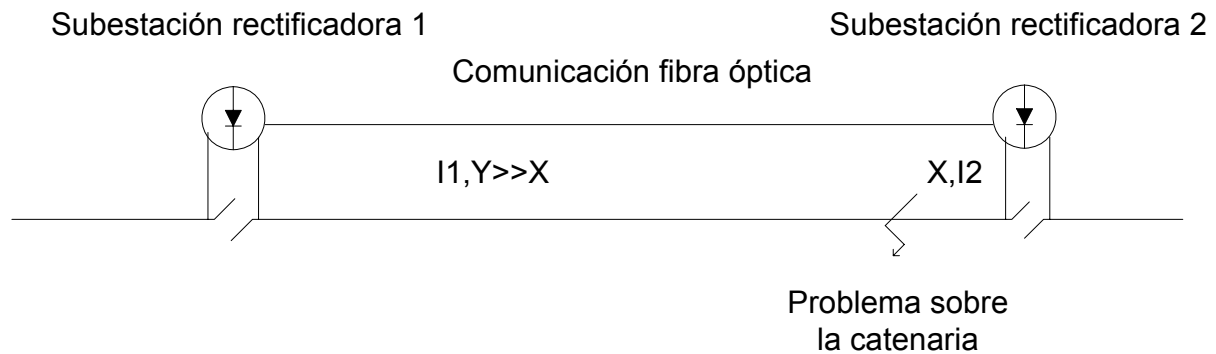 Subestación rectificadora 1
Subestación rectificadora 2
Comunicación fibra óptica
I1,Y>>X
X,I2
Problema sobre
la catenaria